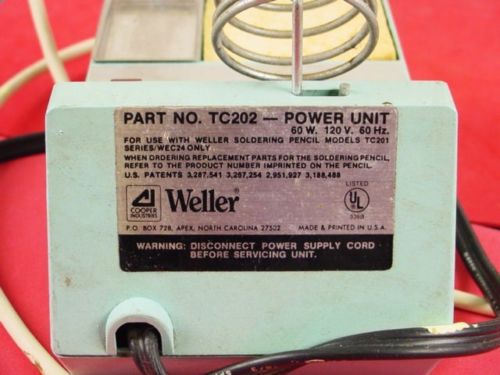 PART NO. TC202 — POWER UNIT
60 W. 120 V. 60 Hz.
FOR USE WITH WELLER SOLDERING PENCIL MODELS TC201
SERIES/WEC24 ONLY
WHEN ORDERING REPLACEMENT PARTS FOR THE SOLDERING PENCIL,
REFER TO THE PRODUCT NUMBER IMPRINTED ON THE PENCIL.
U.S. PATENTS 3,287,541 3,267,254 2,951,927 3,188,488
COOPER
INDUSTRIES
Weller®
LISTED
UL
P.O. BOX 728, APEX, NORTH CAROLINA 27502
MADE & PRINTED IN U.S.A.
WARNING: DISCONNECT POWER SUPPLY CORD
BEFORE SERVICING UNIT.